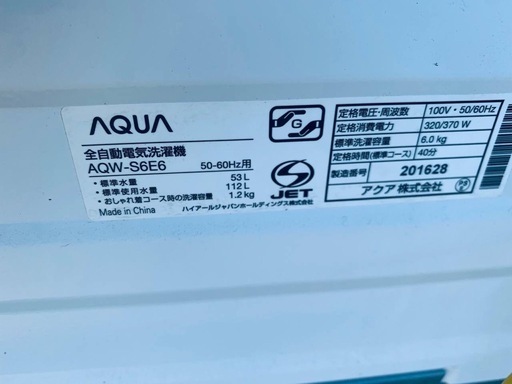 AQUA
全自動電気洗濯機
AQW-S6E6 50-60Hz用
・標準水量 53 L
・標準使用水量 112 L
・おしゃれ着コース時の洗濯容量 1.2 kg
Made in China
ハイアールジャパンホールディングス株式会社
G
S
JET
定格電圧・周波数 100V・50/60Hz
定格消費電力 320/370 W
標準洗濯容量 6.0 kg
定格時間(標準コース) 40分
製造番号 201628
アクア 株式会社